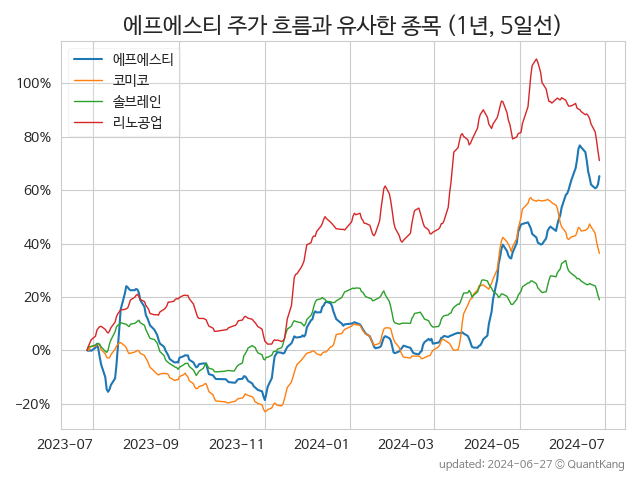 에프에스티 주가 흐름과 유사한 종목 (1년, 5일선)
에프에스티
코미코
솔브레인
리노공업
100%
80%
60%
40%
20%
0%
−20%
2023-07
2023-09
2023-11
2024-01
2024-03
2024-05
2024-07
updated: 2024-06-27 © QuantKang